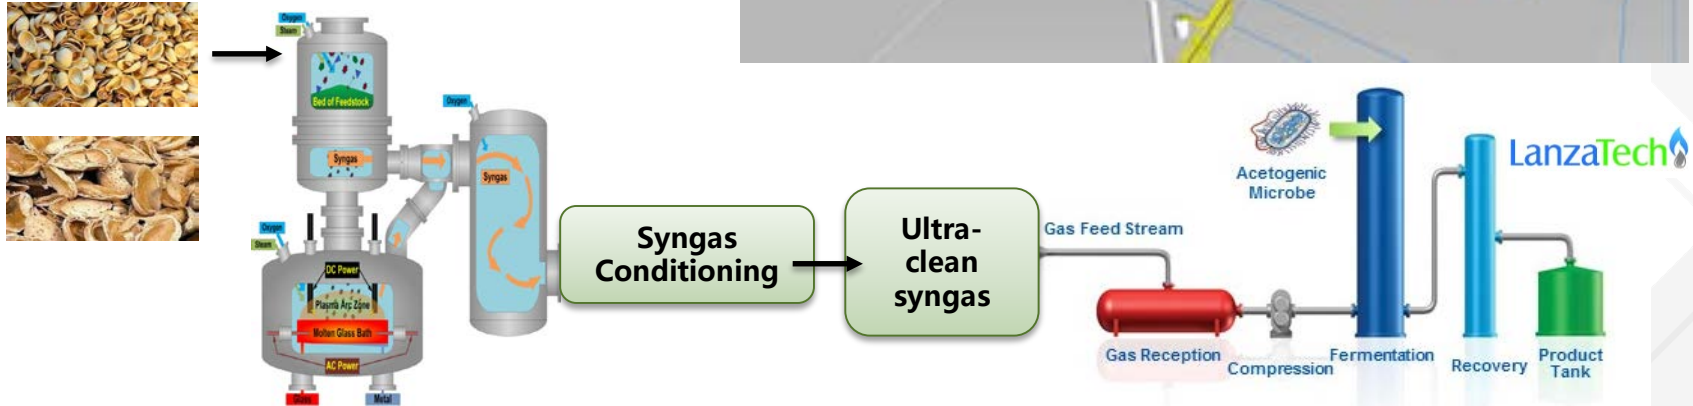 Oxygen
Steam
Bed of Feedstock
Syngas
Oxygen
Syngas
Oxygen
Steam
DC Power
Plasma Arc Zone
Molten Glass Bath
AC Power
Glass
Metal
Syngas
Conditioning
Ultra-
clean
syngas
Gas Feed Stream
Gas Reception
Compression
Acetogenic
Microbe
Fermentation
Recovery
Product
Tank
LanzaTech